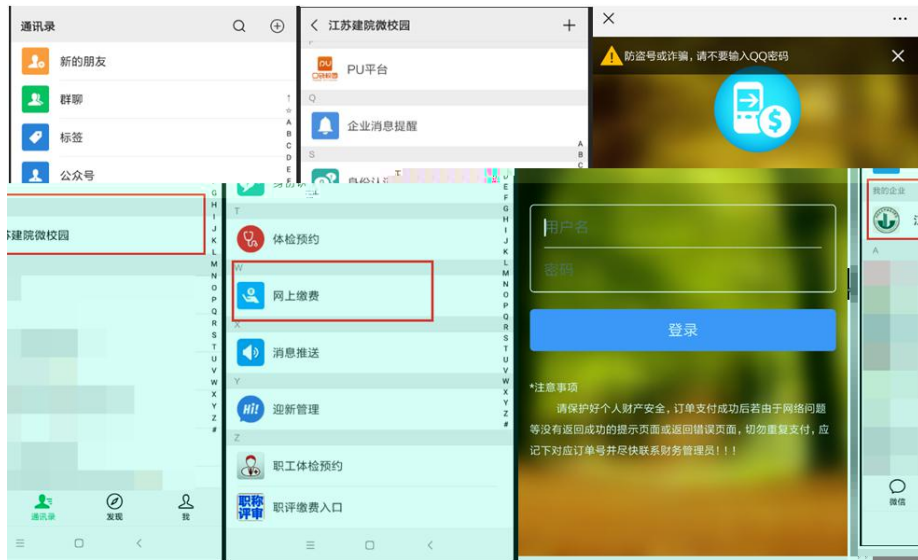 通讯录
新的朋友
群聊
标签
公众号
↑
☆
A
B
C
D
E
江苏建院微校园
PU平台
Q
企业消息提醒
S
A
B
C
防盗号或诈骗，请不要输入QQ密码
建院微校园
G
H
I
J
K
L
M
N
O
P
Q
R
S
T
U
V
W
X
Y
Z
#
通讯录
发现
我
T
体检预约
W
网上缴费
X
消息推送
Y
Hi!
迎新管理
Z
职工体检预约
职称
评审
职评缴费入口
E
F
G
H
I
J
K
L
M
N
O
P
Q
R
S
T
U
V
W
X
Y
Z
#
用户名
密码
登录
*注意事项
请保护好个人财产安全，订单支付成功后若由于网络问题
等没有返回成功的提示页面或返回错误页面，切勿重复支付，应
记下对应订单号并尽快联系财务管理员！！！
我的企业
A
微信